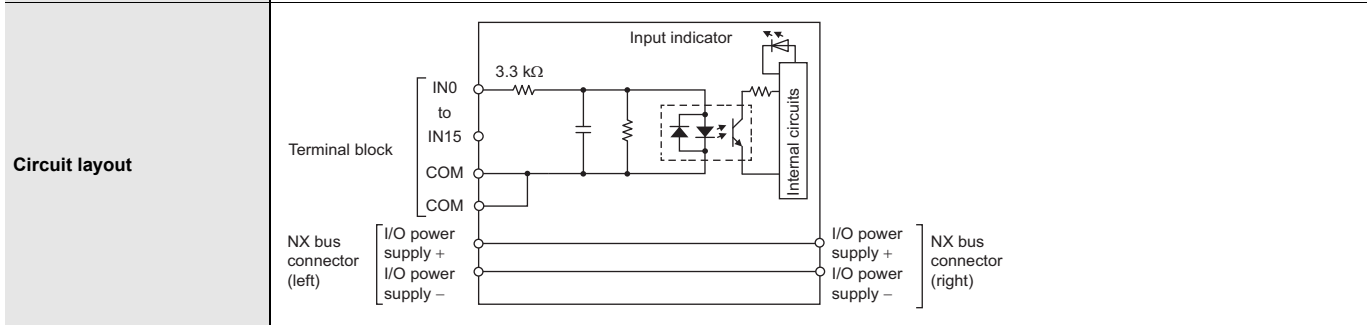 Circuit layout
Input indicator
3.3 kΩ
Terminal block
IN0
to
IN15
COM
COM
Internal circuits
NX bus
connector
(left)
I/O power
supply +
I/O power
supply −
I/O power
supply +
I/O power
supply −
NX bus
connector
(right)